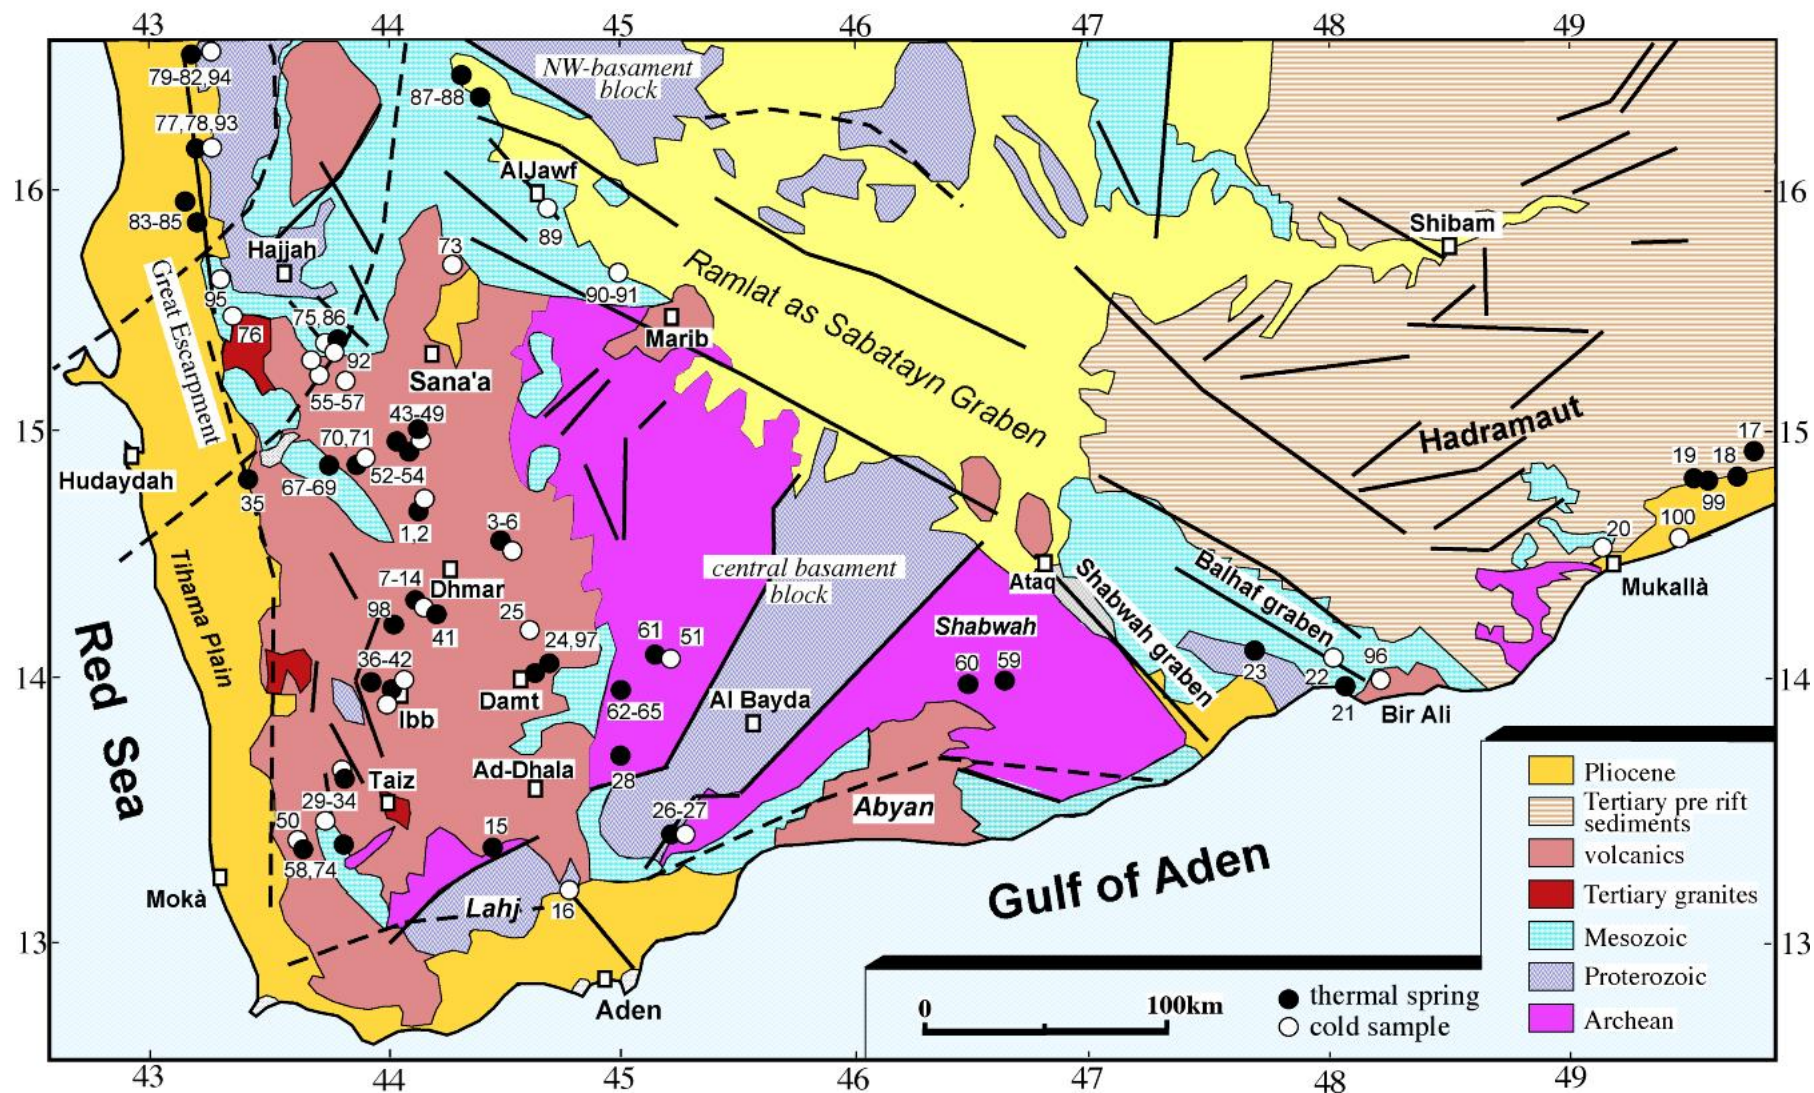 43 44 45 46 47 48 49
79-82,94
87-88
NW-basament
block
77,78,93
16 16
AlJawf
83-85
89
Shibam
Hajjah
73
Great Escarpment
95
90-91
Ramlat as Sabatayn Graben
76
75,86
92
Marib
Sana'a
55-57
43-49
Hadramaut
15 15
70,71
17
19 18
Hudaydah
67-69
52-54
35
99
1,2
3-6
100
20
Tihama Plain
7-14
Dhmar
central basament
block
Ataq
Shabwah graben
Balhaf graben
Mukallà
98
41
25
24,97
61
51
Shabwah
Red Sea
36-42
60 59
23
22
96
14 14
Damt
Ibb
62-65
Al Bayda
21
Bir Ali
Taiz
Ad-Dhala
28
29-34
26-27
Abyan
50
15
58,74
Gulf of Aden
Mokà
Lahj
16
13 13
Aden
Pliocene
Tertiary pre rift
sediments
volcanics
Tertiary granites
Mesozoic
Proterozoic
Archean
0 100km
thermal spring
cold sample
43 44 45 46 47 48 49